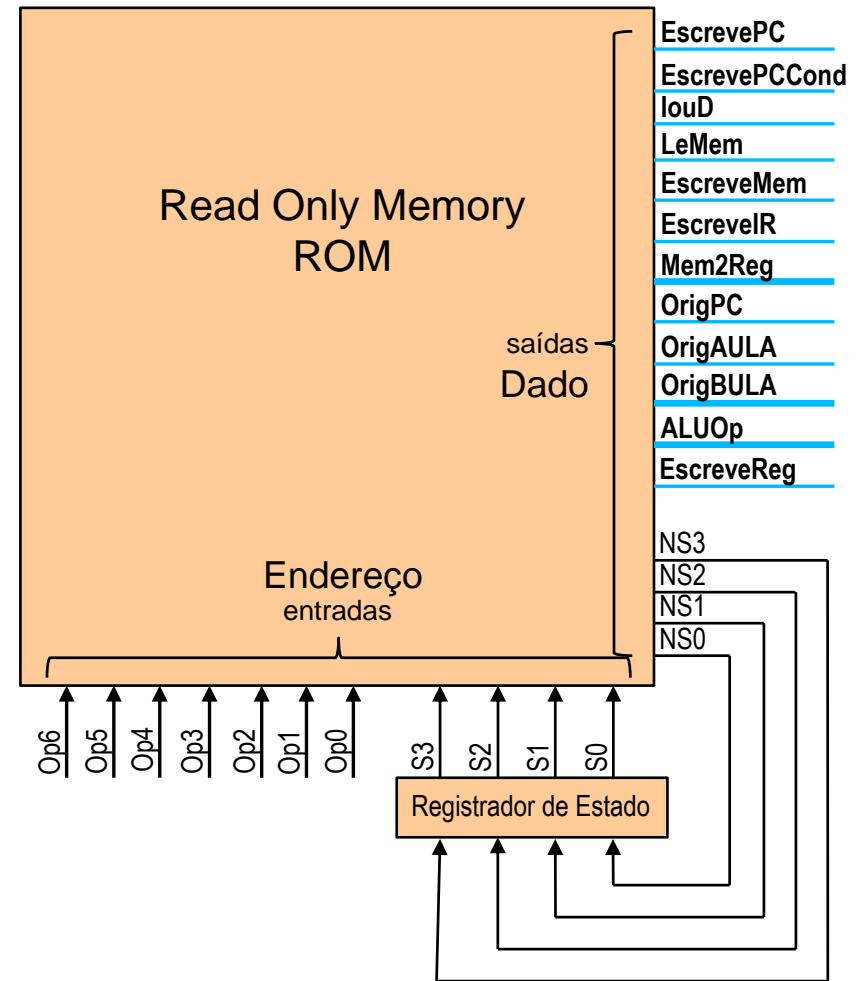 EscrevePC
EscrevePCCond
IouD
LeMem
EscreveMem
EscreveIR
Mem2Reg
OrigPC
OrigAULA
OrigBULA
ALUOp
EscreveReg
Read Only Memory
ROM
saídas
Dado
NS3
NS2
NS1
NS0
Endereço
entradas
Op6
Op5
Op4
Op3
Op2
Op1
Op0
S3
S2
S1
S0
Registrador de Estado